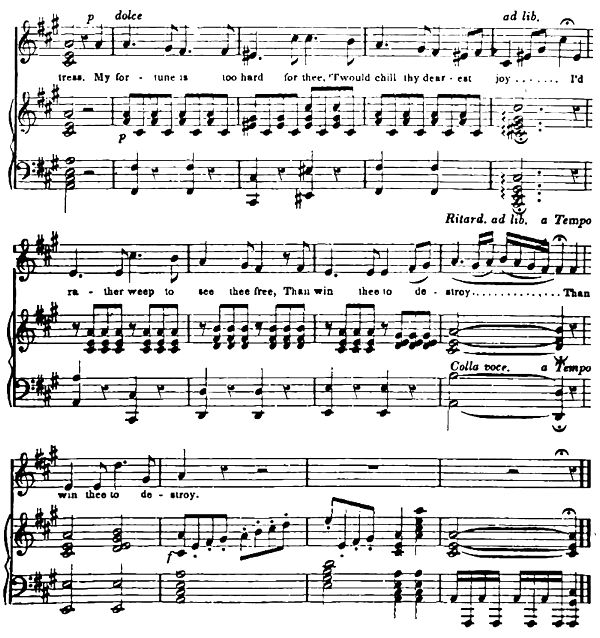 p dolce ad lib.
tress. My for - tune is too hard for thee, 'Twould chill thy dear - est joy ...... I'd
p
Ritard. ad lib. a Tempo
ra - ther weep to see thee free, Than win thee to de - stroy............. Than
Colla voce. a Tempo
win thee to de - stroy.
f